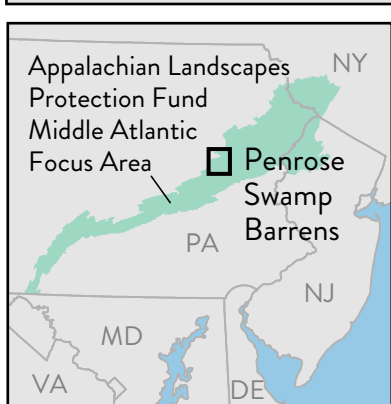 Appalachian Landscapes
Protection Fund
Middle Atlantic
Focus Area
NY
Penrose
Swamp
Barrens
PA
NJ
MD
VA
DE